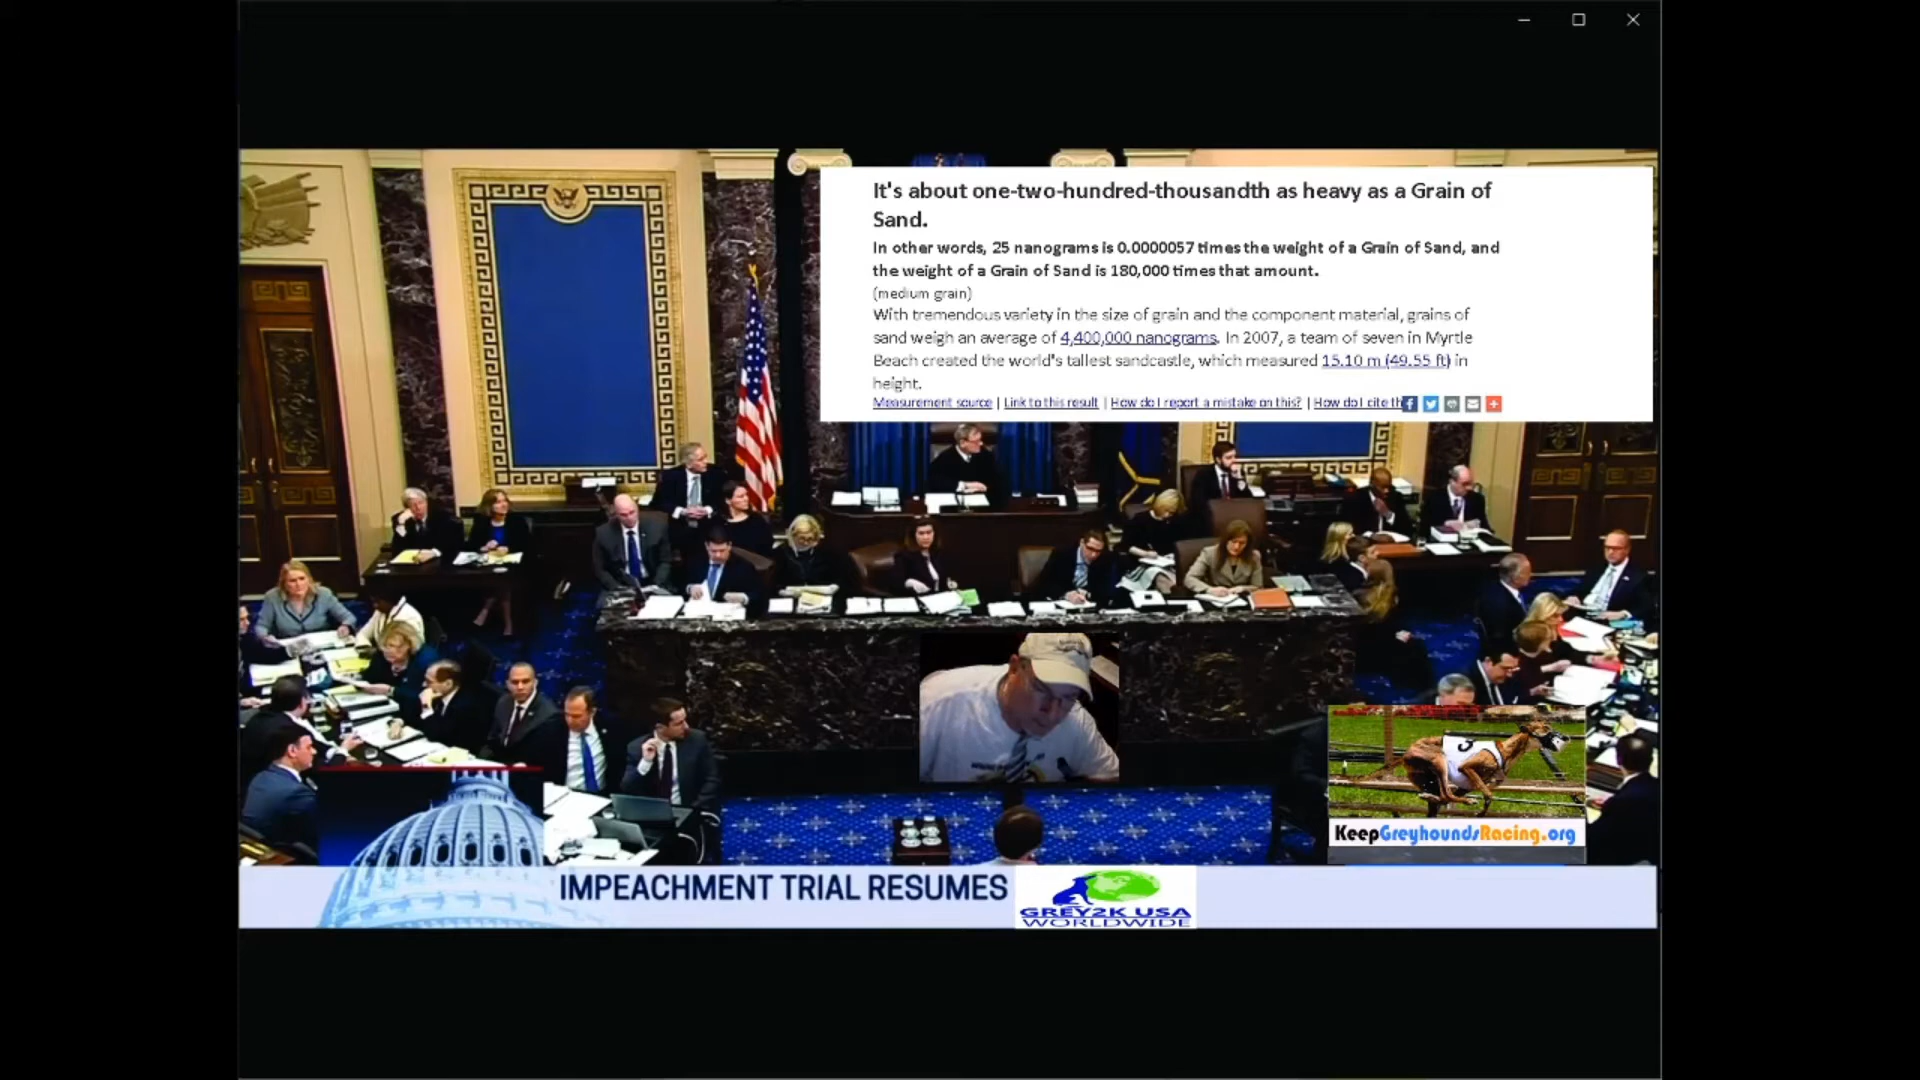 It's about one-two-hundred-thousandth as heavy as a Grain of
Sand.
In other words, 25 nanograms is 0.0000057 times the weight of a Grain of Sand, and
the weight of a Grain of Sand is 180,000 times that amount.
(medium grain)
With tremendous variety in the size of grain and the component material, grains of
sand weigh an average of 4,400,000 nanograms. In 2007, a team of seven in Myrtle
Beach created the world's tallest sandcastle, which measured 15.10 m (49.55 ft) in
height.
Measurement source | Link to this result | How do I report a mistake on this? | How do I cite th
3
KeepGreyhoundsRacing.org
IMPEACHMENT TRIAL RESUMES
GREY2K USA
WORLDWIDE